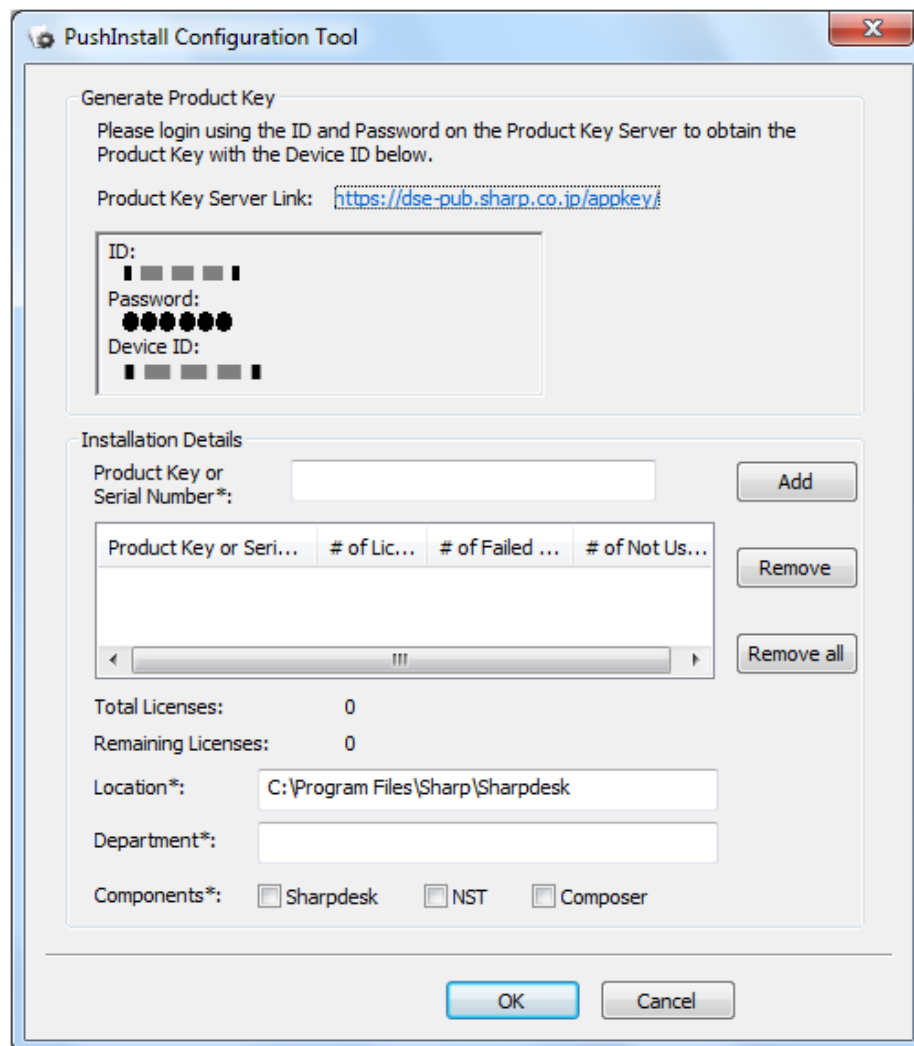 PushInstall Configuration Tool
Generate Product Key
Please login using the ID and Password on the Product Key Server to obtain the
Product Key with the Device ID below.
Product Key Server Link: https://dse-pub.sharp.co.jp/appkey/
ID:
Password:
Device ID:
Installation Details
Product Key or
Serial Number*:
Add
Product Key or Seri... # of Lic... # of Failed ... # of Not Us...
Remove
Remove all
Total Licenses: 0
Remaining Licenses: 0
Location*: C:\Program Files\Sharp\Sharpdesk
Department*:
Components*: Sharpdesk NST Composer
OK Cancel